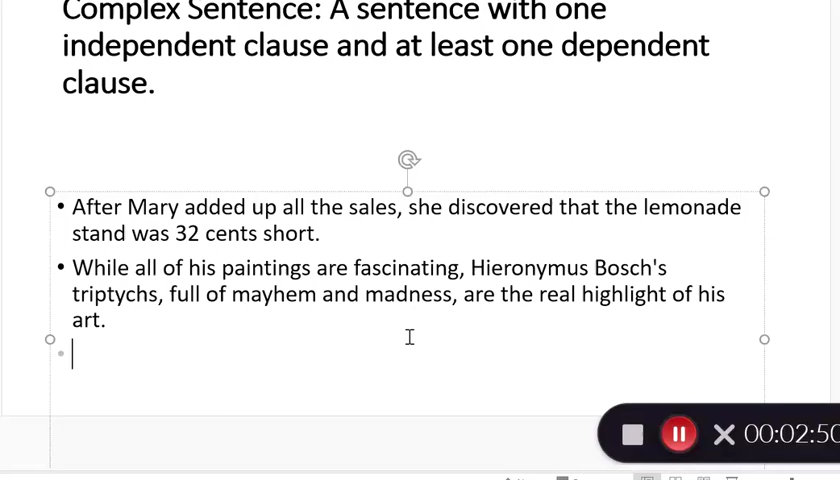 Complex Sentence: A sentence with one
independent clause and at least one dependent
clause.
• After Mary added up all the sales, she discovered that the lemonade
stand was 32 cents short.
• While all of his paintings are fascinating, Hieronymus Bosch's
triptychs, full of mayhem and madness, are the real highlight of his
art.
00:02:50